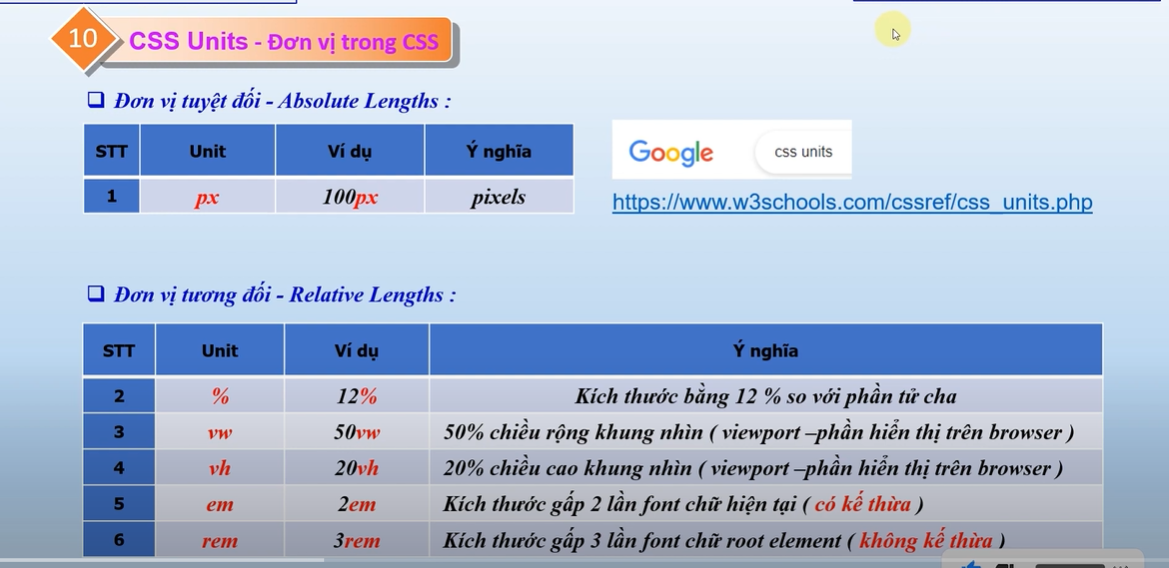 10
CSS Units - Đơn vị trong CSS
❑ Đơn vị tuyệt đối - Absolute Lengths :
STT Unit Ví dụ Ý nghĩa
1 px 100px pixels
Google css units
https://www.w3schools.com/cssref/css_units.php
❑ Đơn vị tương đối - Relative Lengths :
STT Unit Ví dụ Ý nghĩa
2 % 12% Kích thước bằng 12 % so với phần tử cha
3 vw 50vw 50% chiều rộng khung nhìn ( viewport –phần hiển thị trên browser )
4 vh 20vh 20% chiều cao khung nhìn ( viewport –phần hiển thị trên browser )
5 em 2em Kích thước gấp 2 lần font chữ hiện tại ( có kế thừa )
6 rem 3rem Kích thước gấp 3 lần font chữ root element ( không kế thừa )